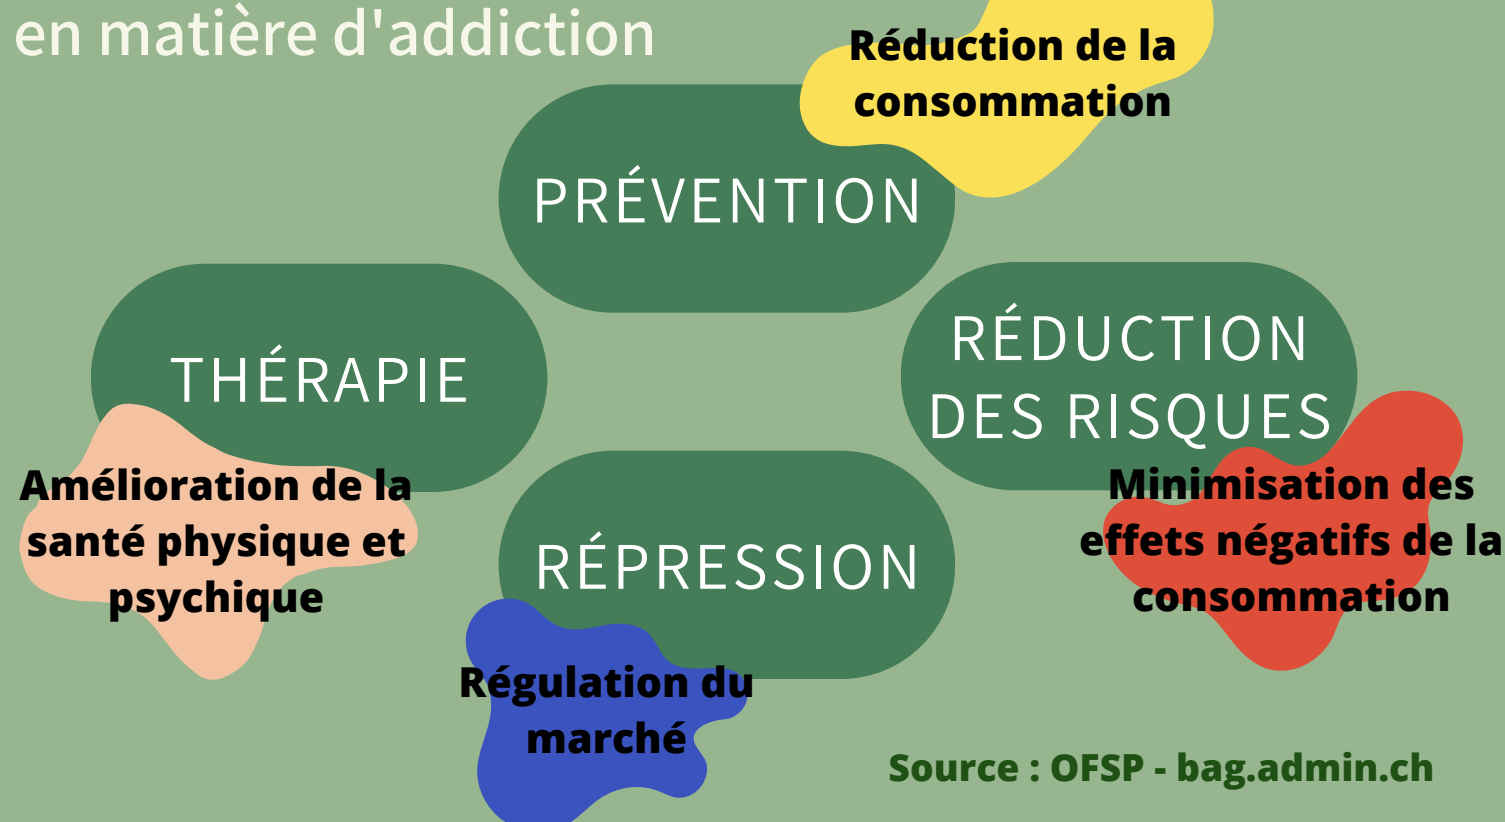 en matière d'addiction
Réduction de la
consommation
PRÉVENTION
THÉRAPIE
Amélioration de la
santé physique et
psychique
RÉDUCTION
DES RISQUES
Minimisation des
effets négatifs de la
consommation
RÉPRESSION
Régulation du
marché
Source : OFSP - bag.admin.ch